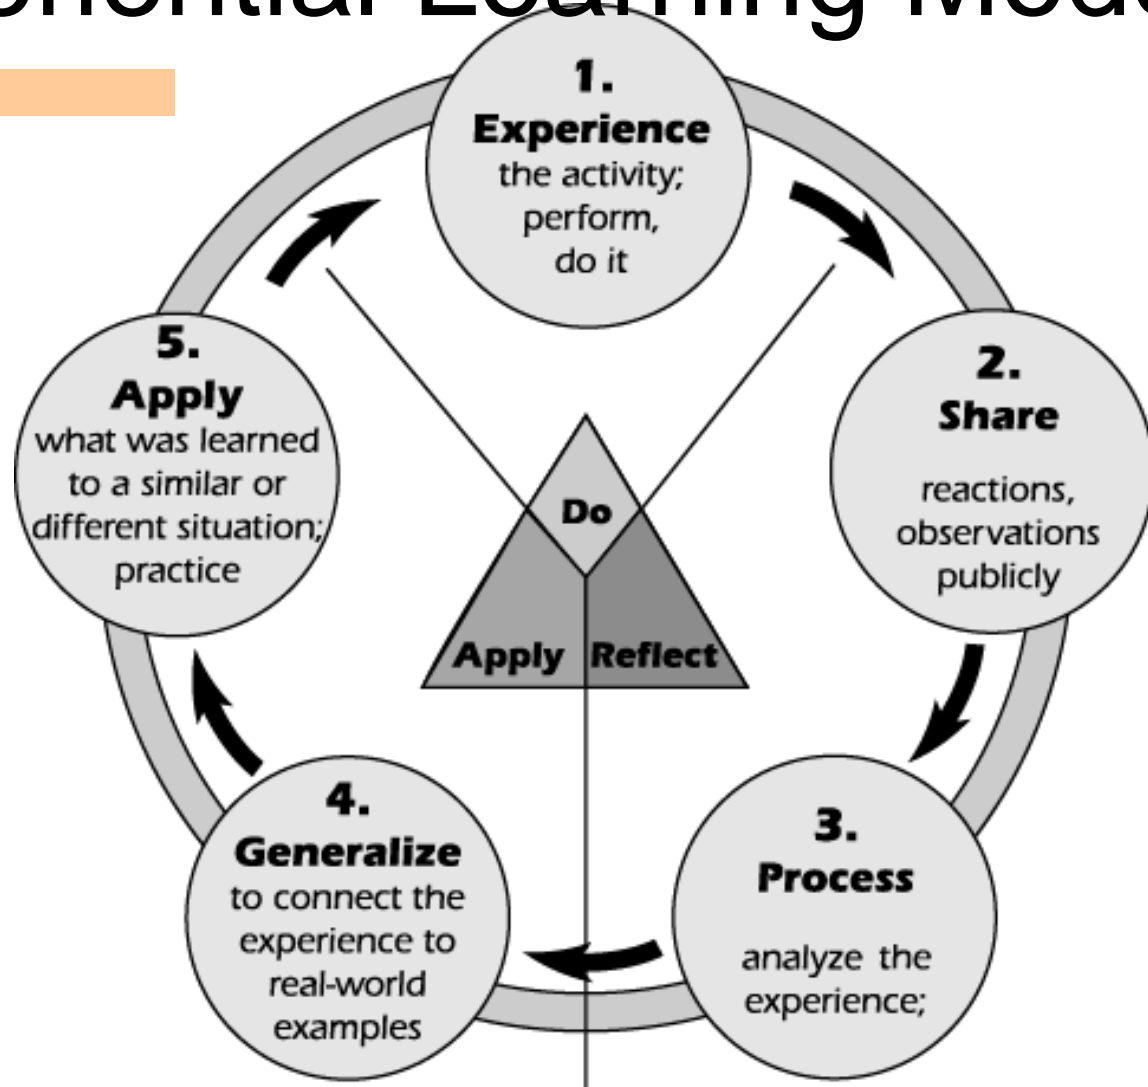 Learning
1.
Experience
the activity;
perform,
do it
2.
Share
reactions,
observations
publicly
3.
Process
analyze the
experience;
4.
Generalize
to connect the
experience to
real-world
examples
5.
Apply
what was learned
to a similar or
different situation;
practice
Do
Apply Reflect